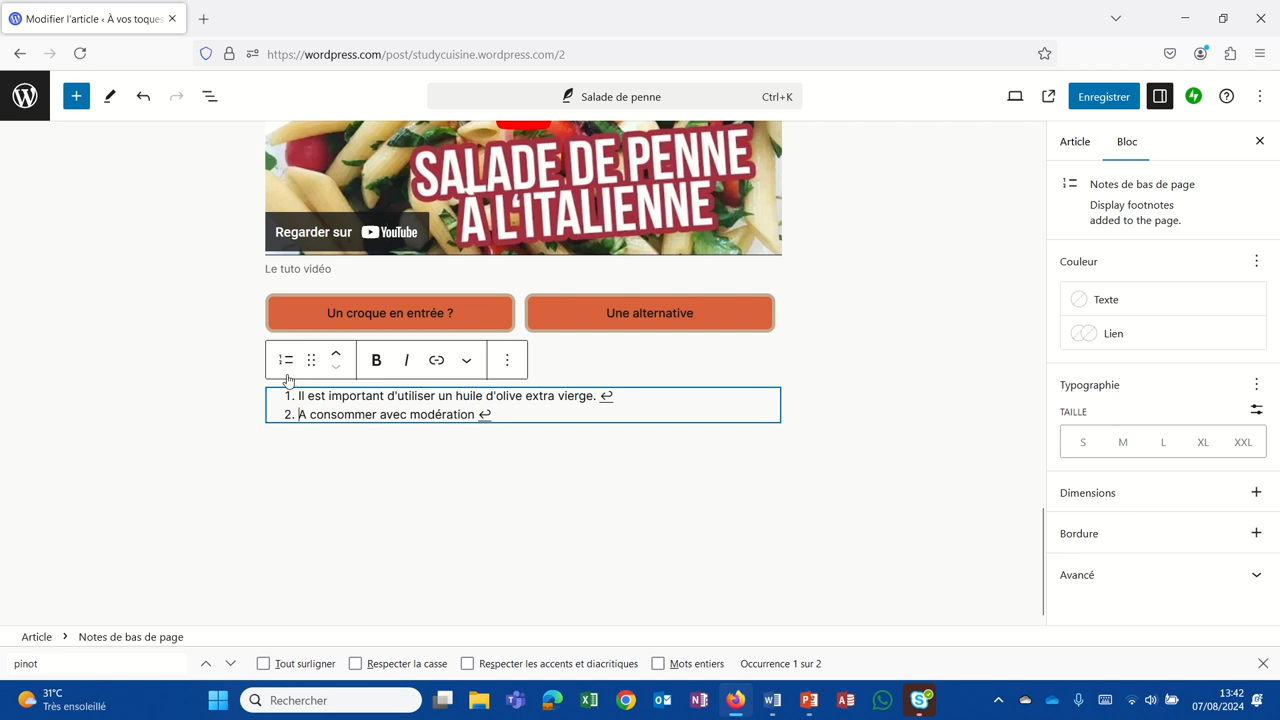 Modifier l'article ‹ À vos toques
https://wordpress.com/post/studycuisine.wordpress.com/2
Salade de penne
Ctrl+K
Enregistrer
SALADE DE PENNE
À L'ITALIENNE
Regarder sur YouTube
Le tuto vidéo
Un croque en entrée ?
Une alternative
B I
1. Il est important d'utiliser un huile d'olive extra vierge. ↩
2. A consommer avec modération ↩
Article
Bloc
Notes de bas de page
Display footnotes
added to the page.
Couleur
Texte
Lien
Typographie
TAILLE
S M L XL XXL
Dimensions
Bordure
Avancé
Article
Notes de bas de page
pinot
Tout surligner
Respecter la casse
Respecter les accents et diacritiques
Mots entiers
Occurrence 1 sur 2
31°C
Très ensoleillé
Rechercher
13:42
07/08/2024